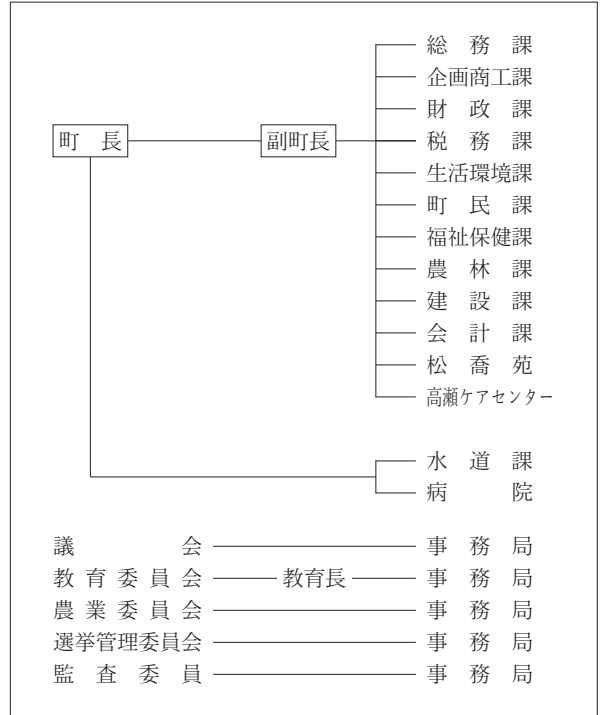 総務課
企画商工課
財政課
町長 副町長 税務課
生活環境課
町民課
福祉保健課
農林課
建設課
会計課
松喬苑
高瀬ケアセンター
水道課
病院
議会 事務局
教育委員会 教育長 事務局
農業委員会 事務局
選挙管理委員会 事務局
監査委員 事務局